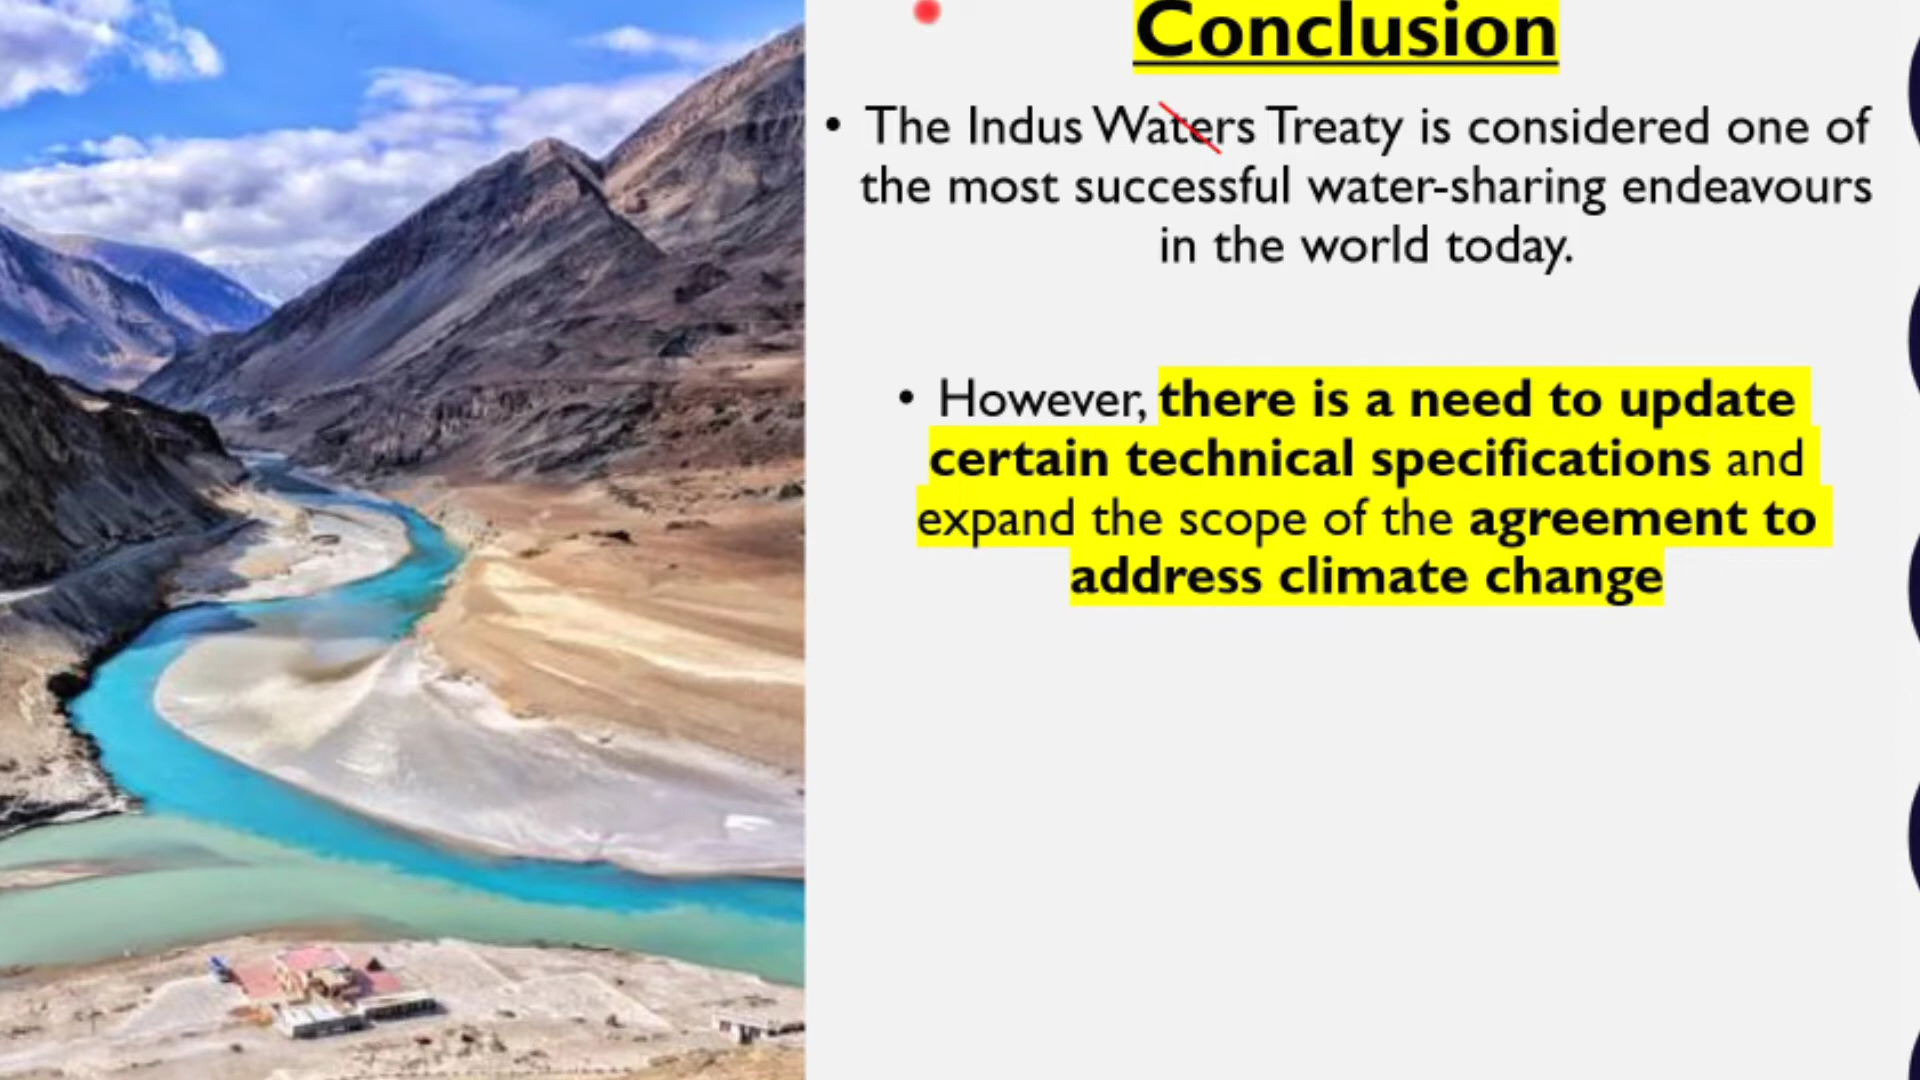 Conclusion
• The Indus Waters Treaty is considered one of
the most successful water-sharing endeavours
in the world today.
• However, there is a need to update
certain technical specifications and
expand the scope of the agreement to
address climate change